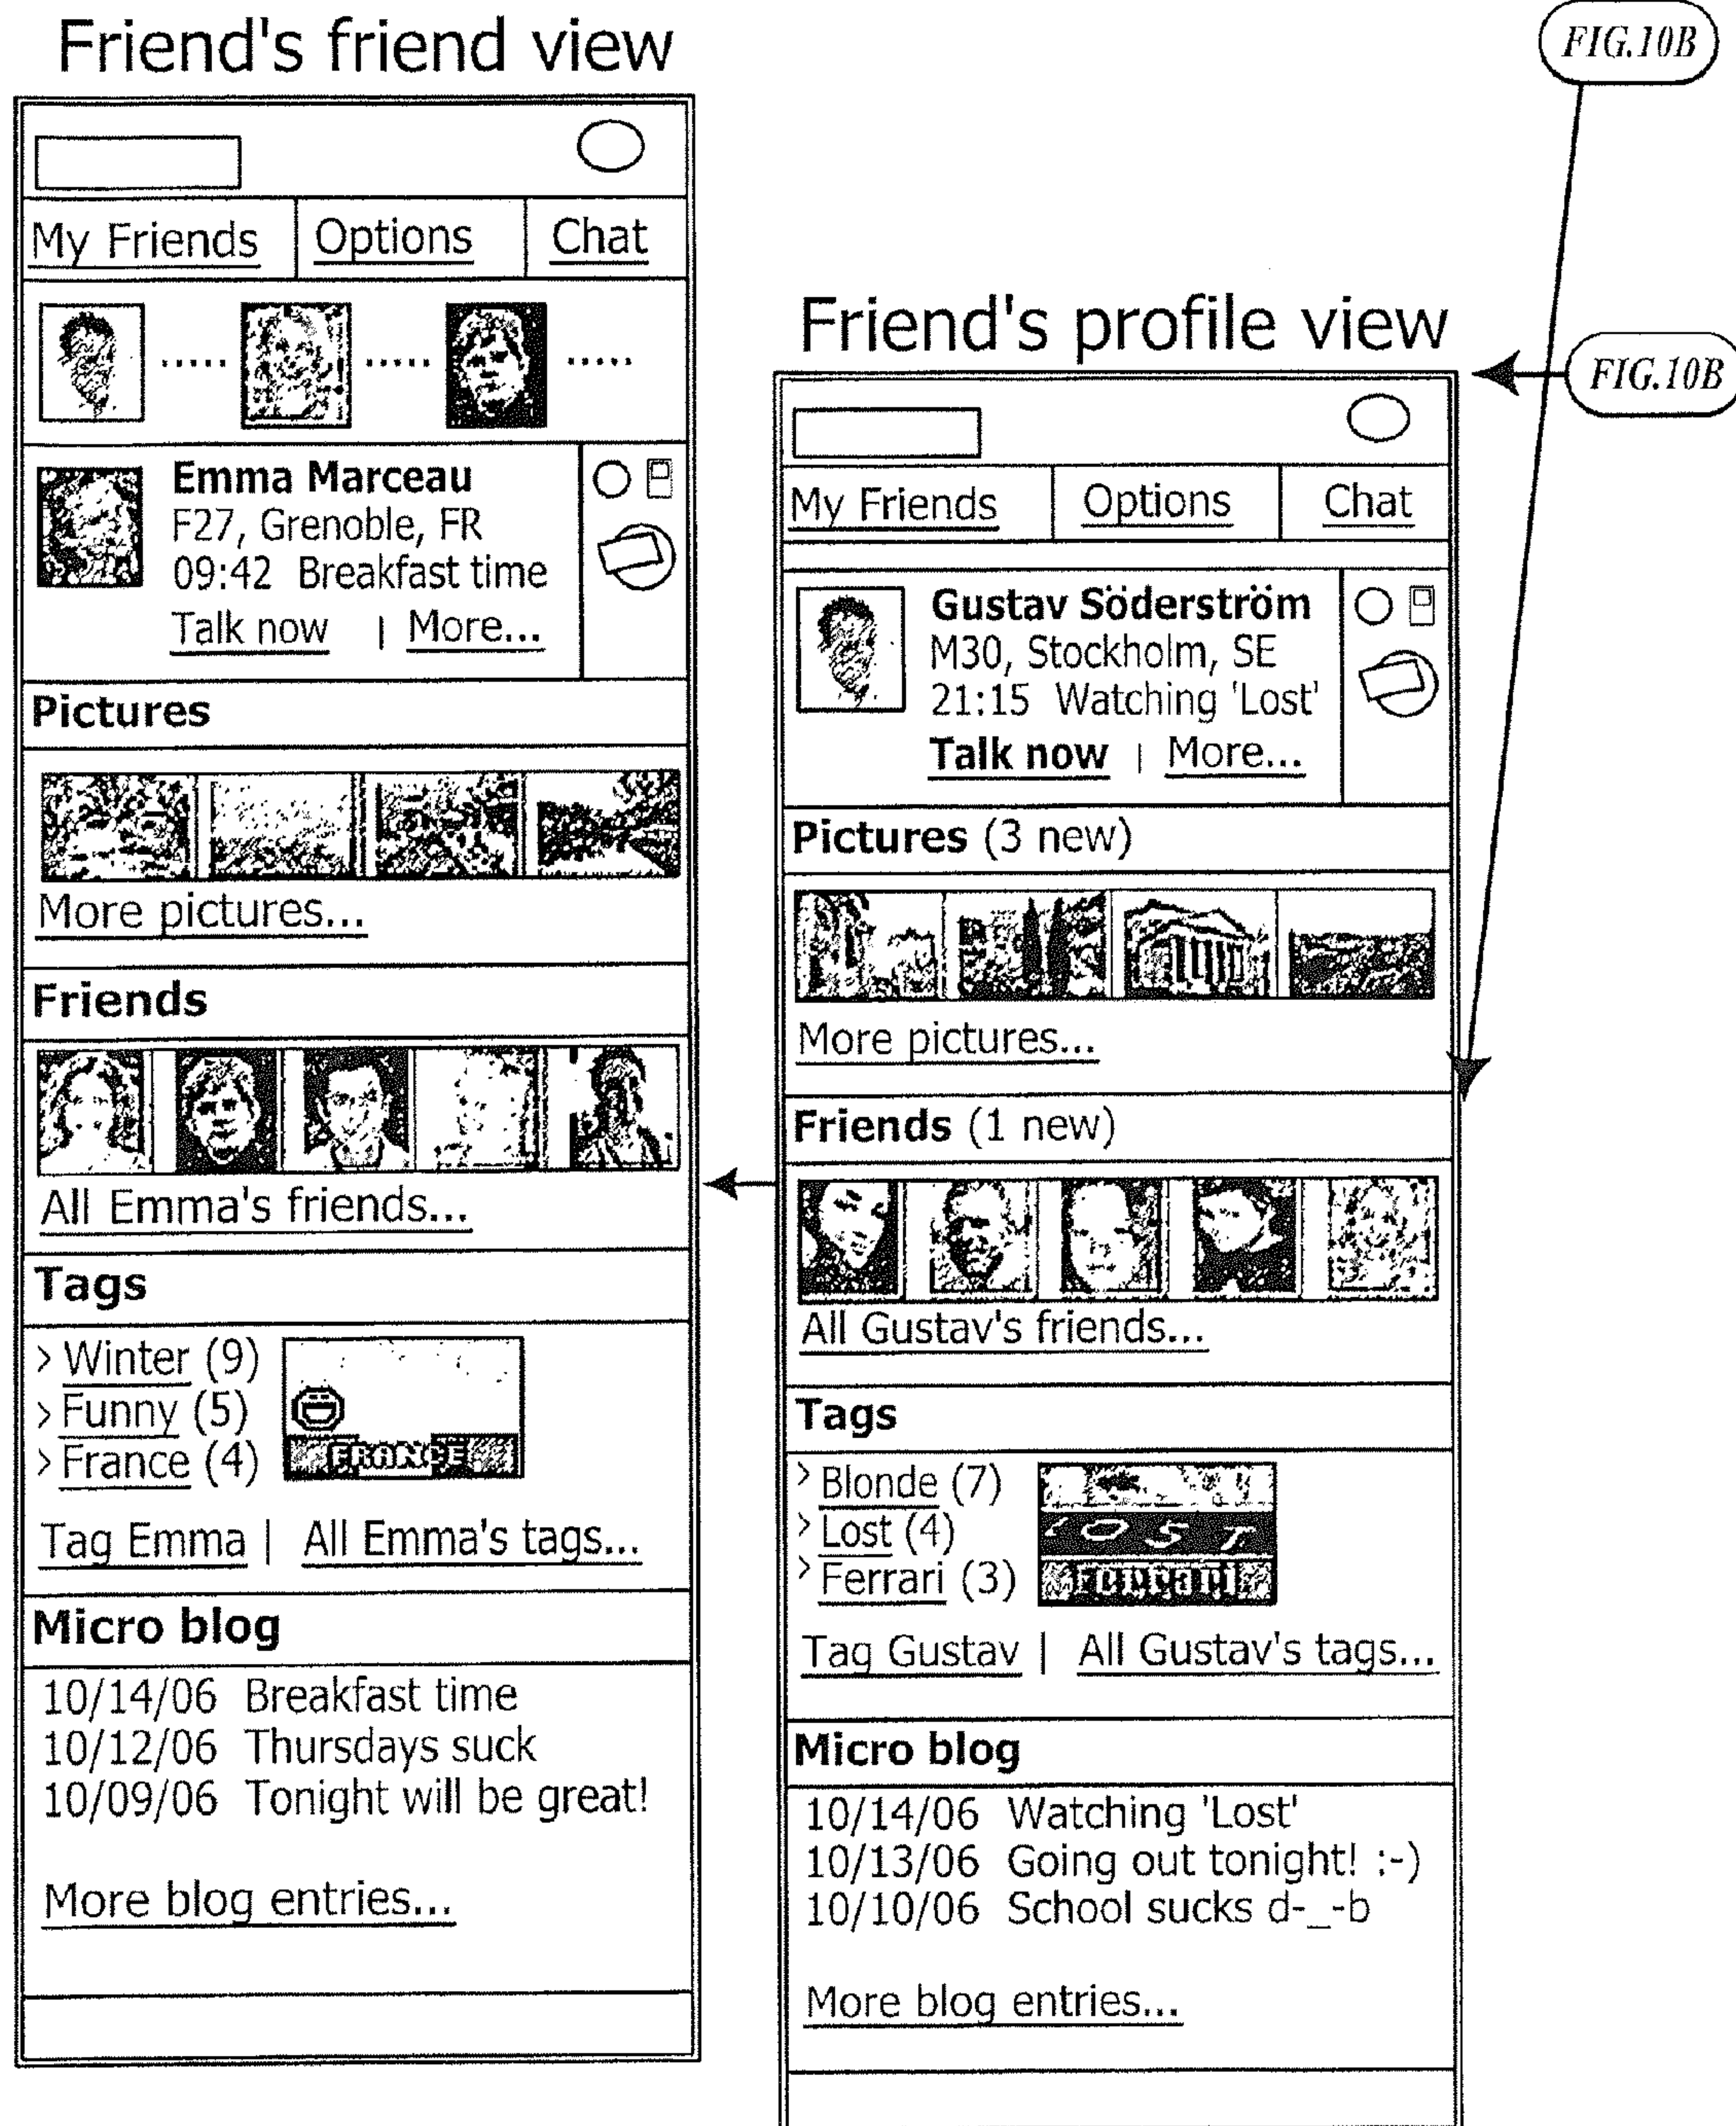 Friend's friend view
My Friends
Options
Chat
Emma Marceau
F27, Grenoble, FR
09:42 Breakfast time
Talk now | More...
Pictures
More pictures...
Friends
All Emma's friends...
Tags
> Winter (9)
> Funny (5)
> France (4)
FRANCE
Tag Emma | All Emma's tags...
Micro blog
10/14/06 Breakfast time
10/12/06 Thursdays suck
10/09/06 Tonight will be great!
More blog entries...
FIG.10B
FIG.10B
Friend's profile view
My Friends
Options
Chat
Gustav Söderström
M30, Stockholm, SE
21:15 Watching 'Lost'
Talk now | More...
Pictures (3 new)
More pictures...
Friends (1 new)
All Gustav's friends...
Tags
> Blonde (7)
> Lost (4)
> Ferrari (3)
LOST
Ferrari
Tag Gustav | All Gustav's tags...
Micro blog
10/14/06 Watching 'Lost'
10/13/06 Going out tonight! :-)
10/10/06 School sucks d-_-b
More blog entries...